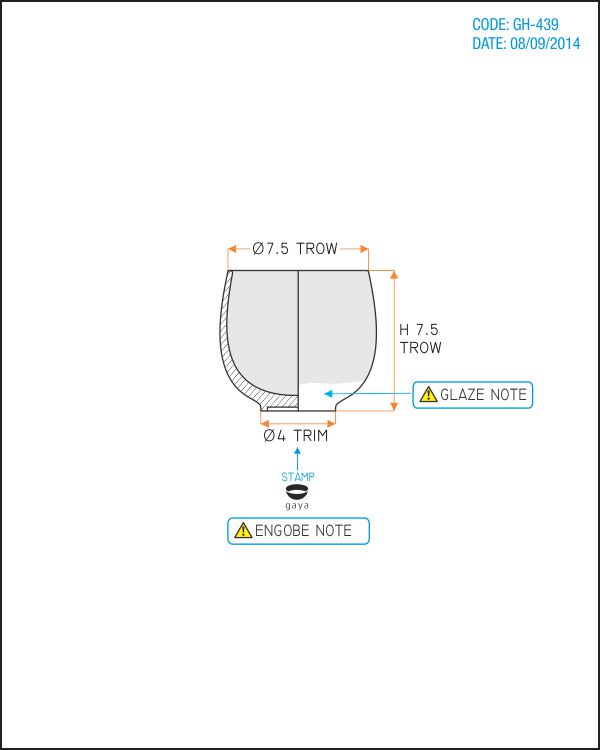 CODE: GH-439
DATE: 08/09/2014
Ø7.5 TROW
H 7.5
TROW
GLAZE NOTE
Ø4 TRIM
STAMP
gaya
ENGOBE NOTE